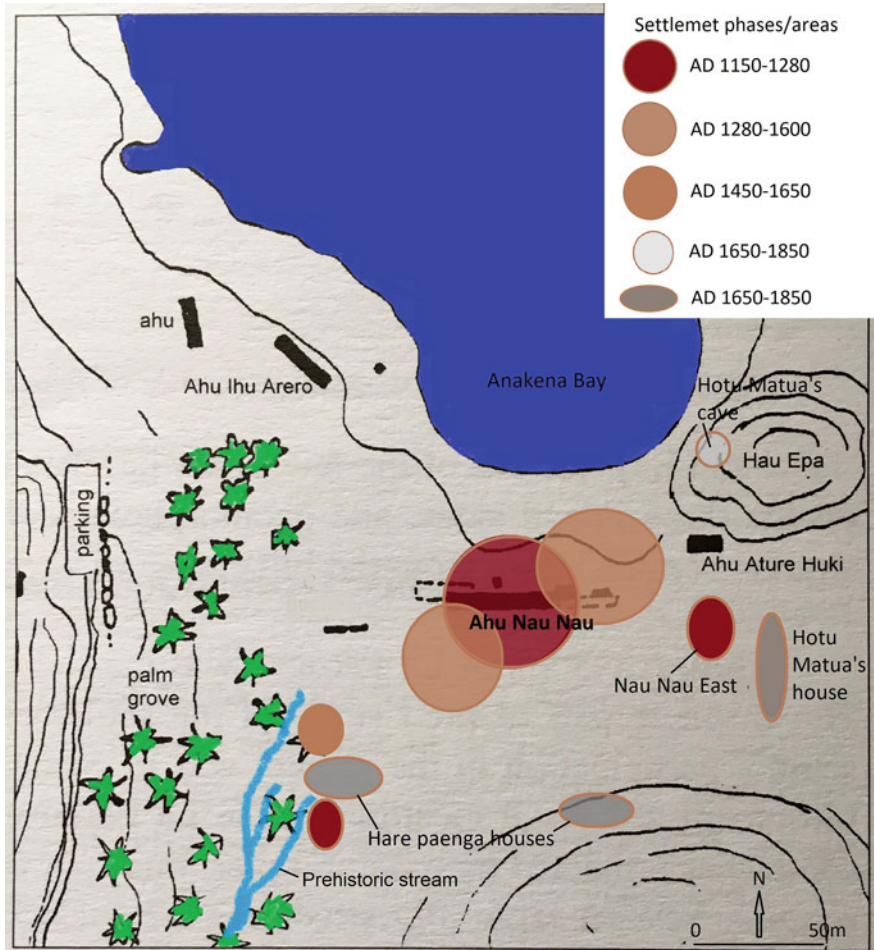 Settlemet phases/areas
AD 1150-1280
AD 1280-1600
AD 1450-1650
AD 1650-1850
AD 1650-1850
ahu
Ahu Ihu Arero
Anakena Bay
Hotu Matua's
cave
Hau Epa
parking
Ahu Ature Huki
Ahu Nau Nau
Nau Nau East
Hotu
Matua's
house
palm
grove
Hare paenga houses
Prehistoric stream
N
0 50m